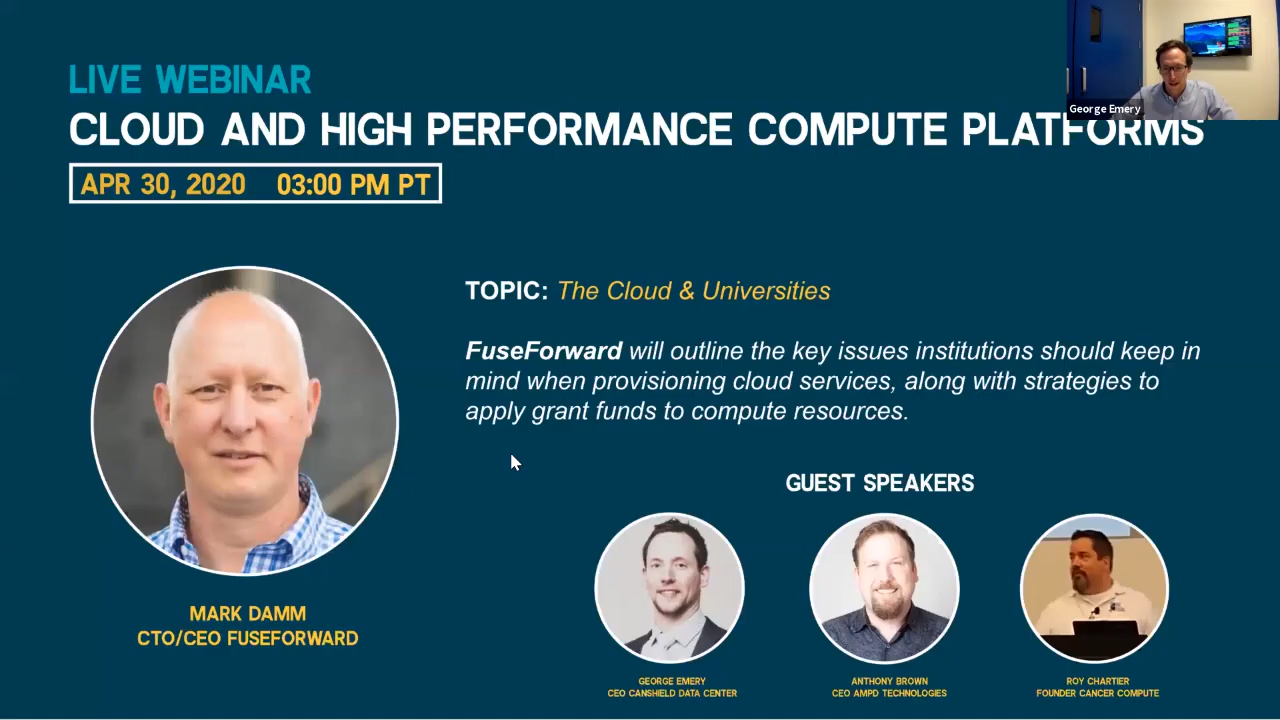 LIVE WEBINAR
CLOUD AND HIGH PERFORMANCE COMPUTE PLATFORMS
George Emery
APR 30, 2020 03:00 PM PT
TOPIC: The Cloud & Universities
FuseForward will outline the key issues institutions should keep in
mind when provisioning cloud services, along with strategies to
apply grant funds to compute resources.
MARK DAMM
CTO/CEO FUSEFORWARD
GUEST SPEAKERS
GEORGE EMERY
CEO CANSHIELD DATA CENTER
ANTHONY BROWN
CEO AMPD TECHNOLOGIES
ROY CHARTIER
FOUNDER CANCER COMPUTE